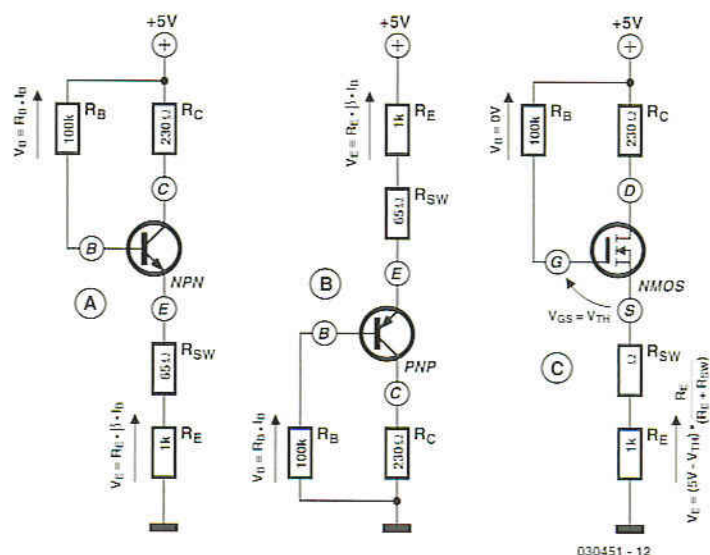 +5V
V_B = R_B · I_B
100k
R_B
230Ω
R_C
C
B
NPN
A
E
65Ω
R_SW
V_E = R_E · β · I_B
1k
R_E
+5V
V_E = R_E · β · I_B
1k
R_E
65Ω
R_SW
E
B
B
PNP
C
V_B = R_B · I_B
100k
R_B
230Ω
R_C
+5V
V_B = 0V
100k
R_B
230Ω
R_C
D
G
NMOS
V_GS = V_TH
S
C
Ω
R_SW
1k
R_E
V_E = (5V - V_TH) * R_E / (R_E + R_SW)
030451 - 12